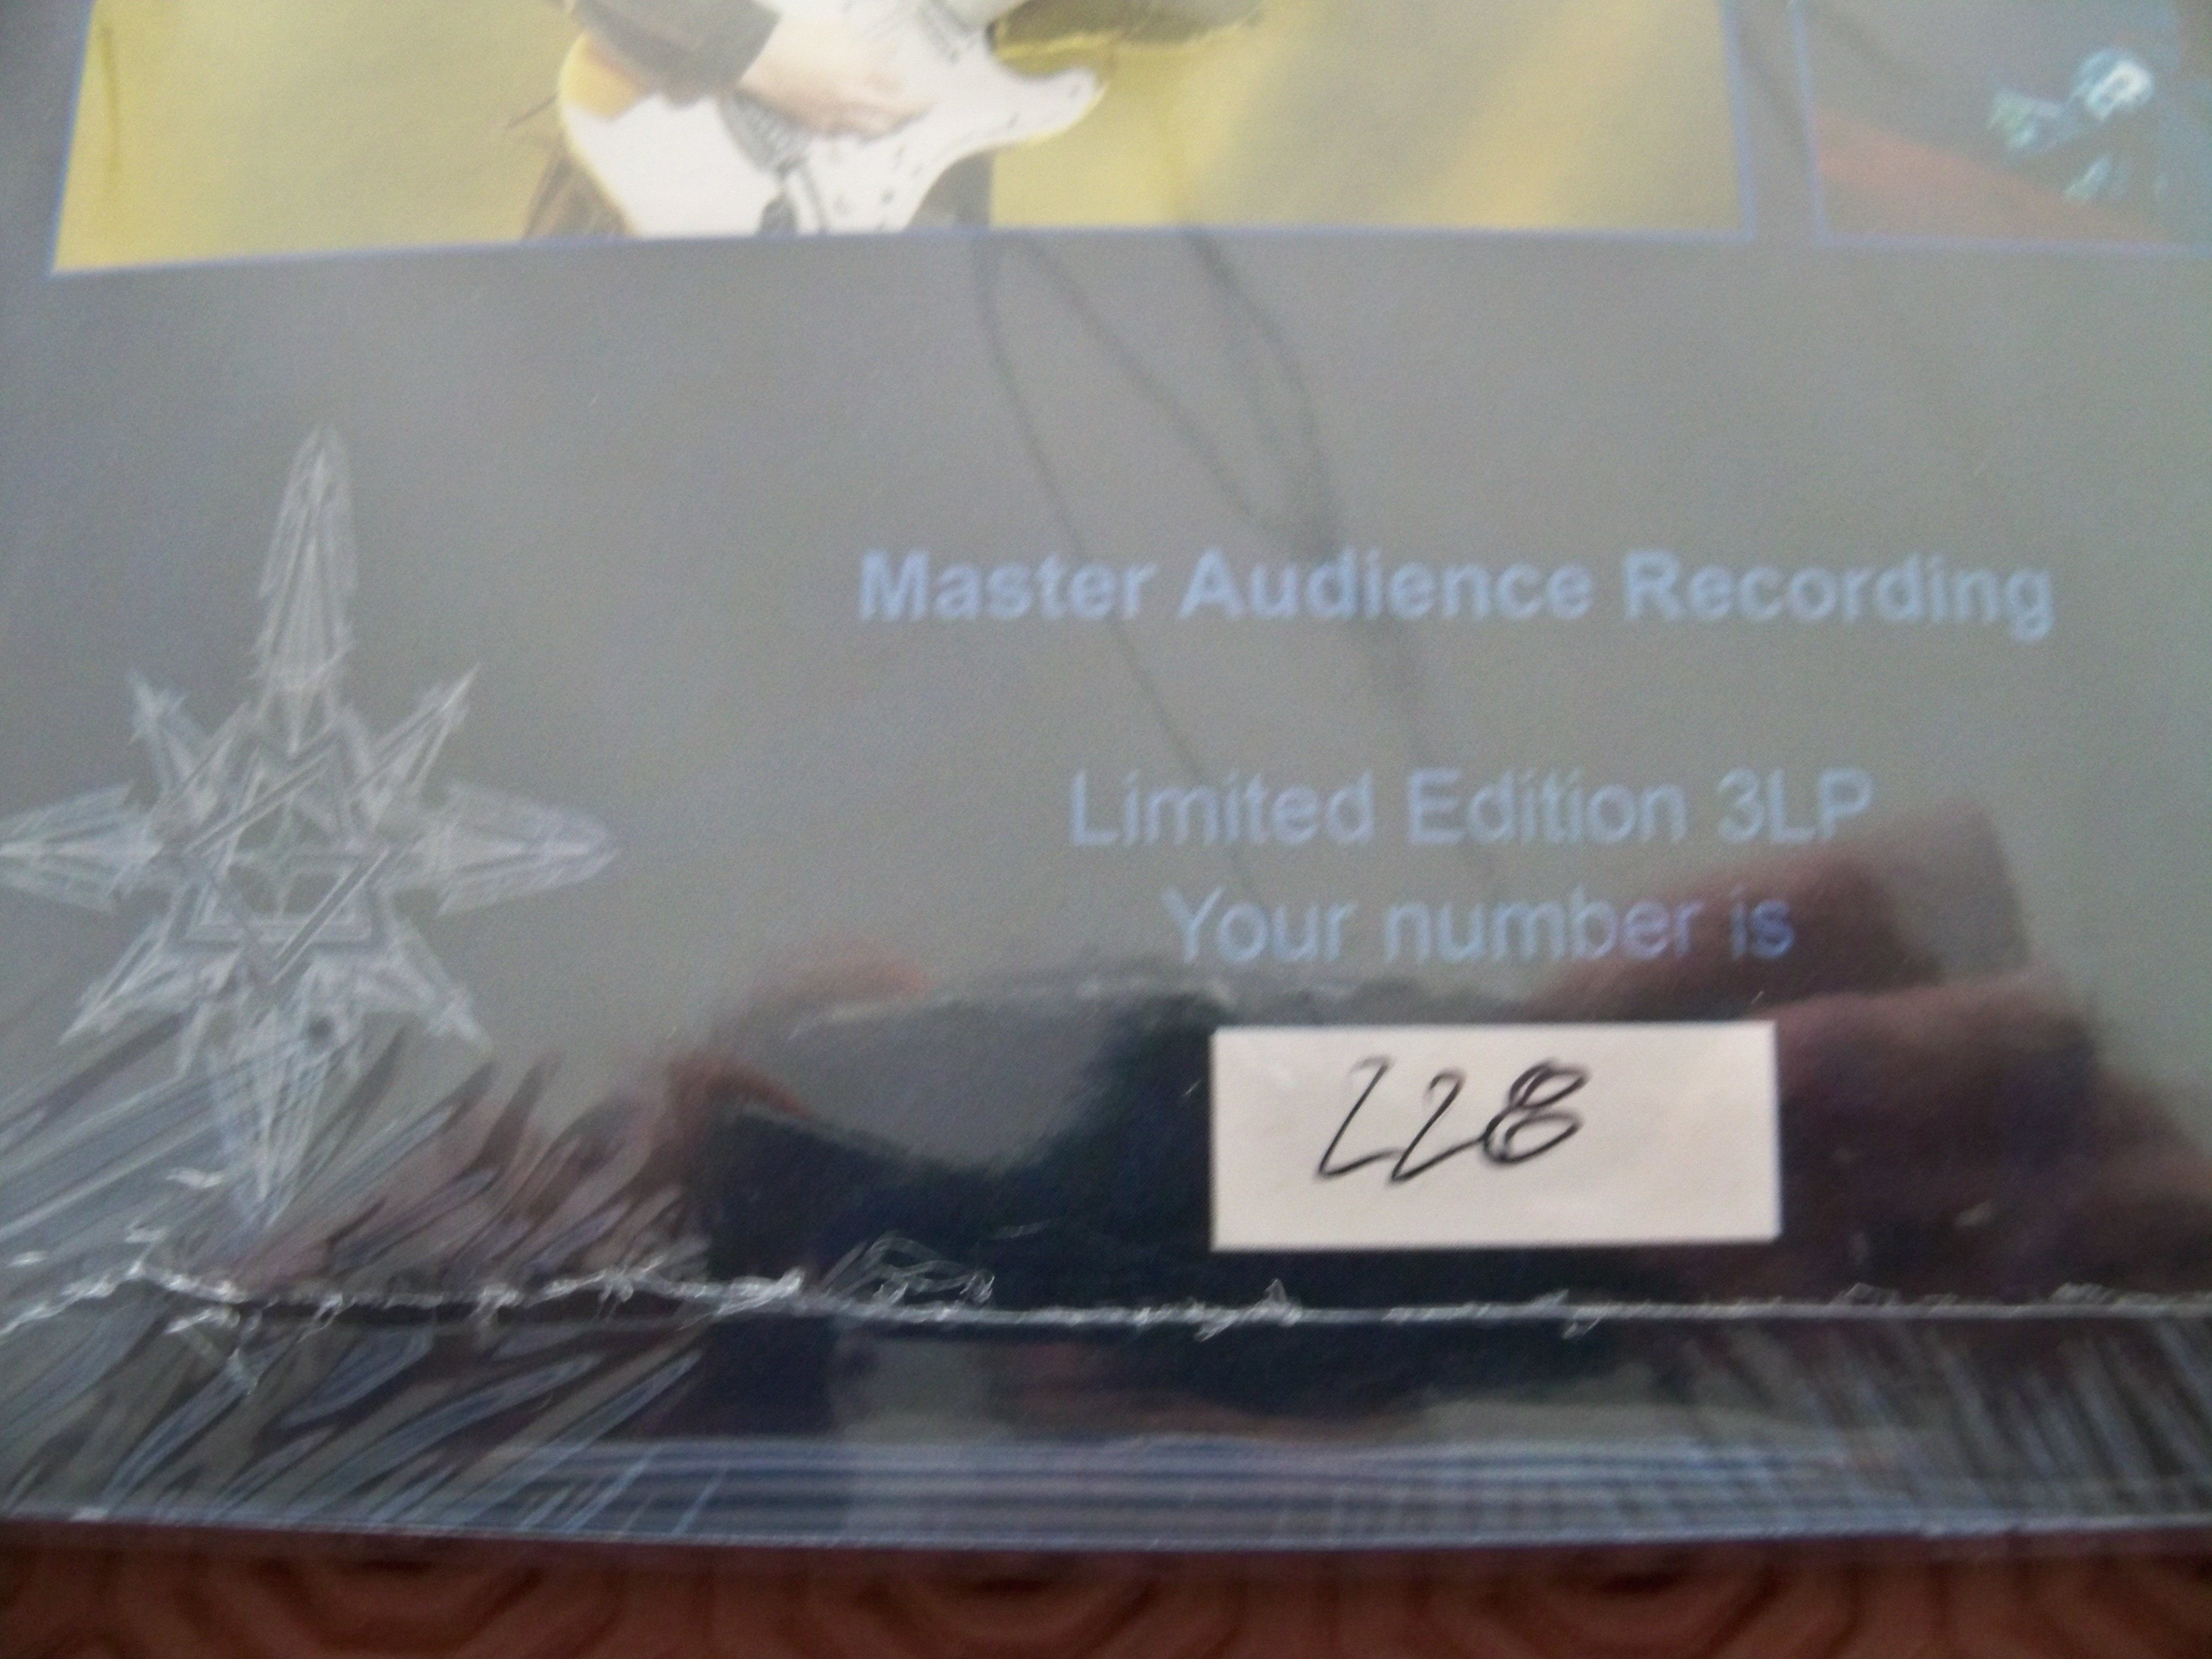 Master Audience Recording
Limited Edition 3LP
Your number is
228